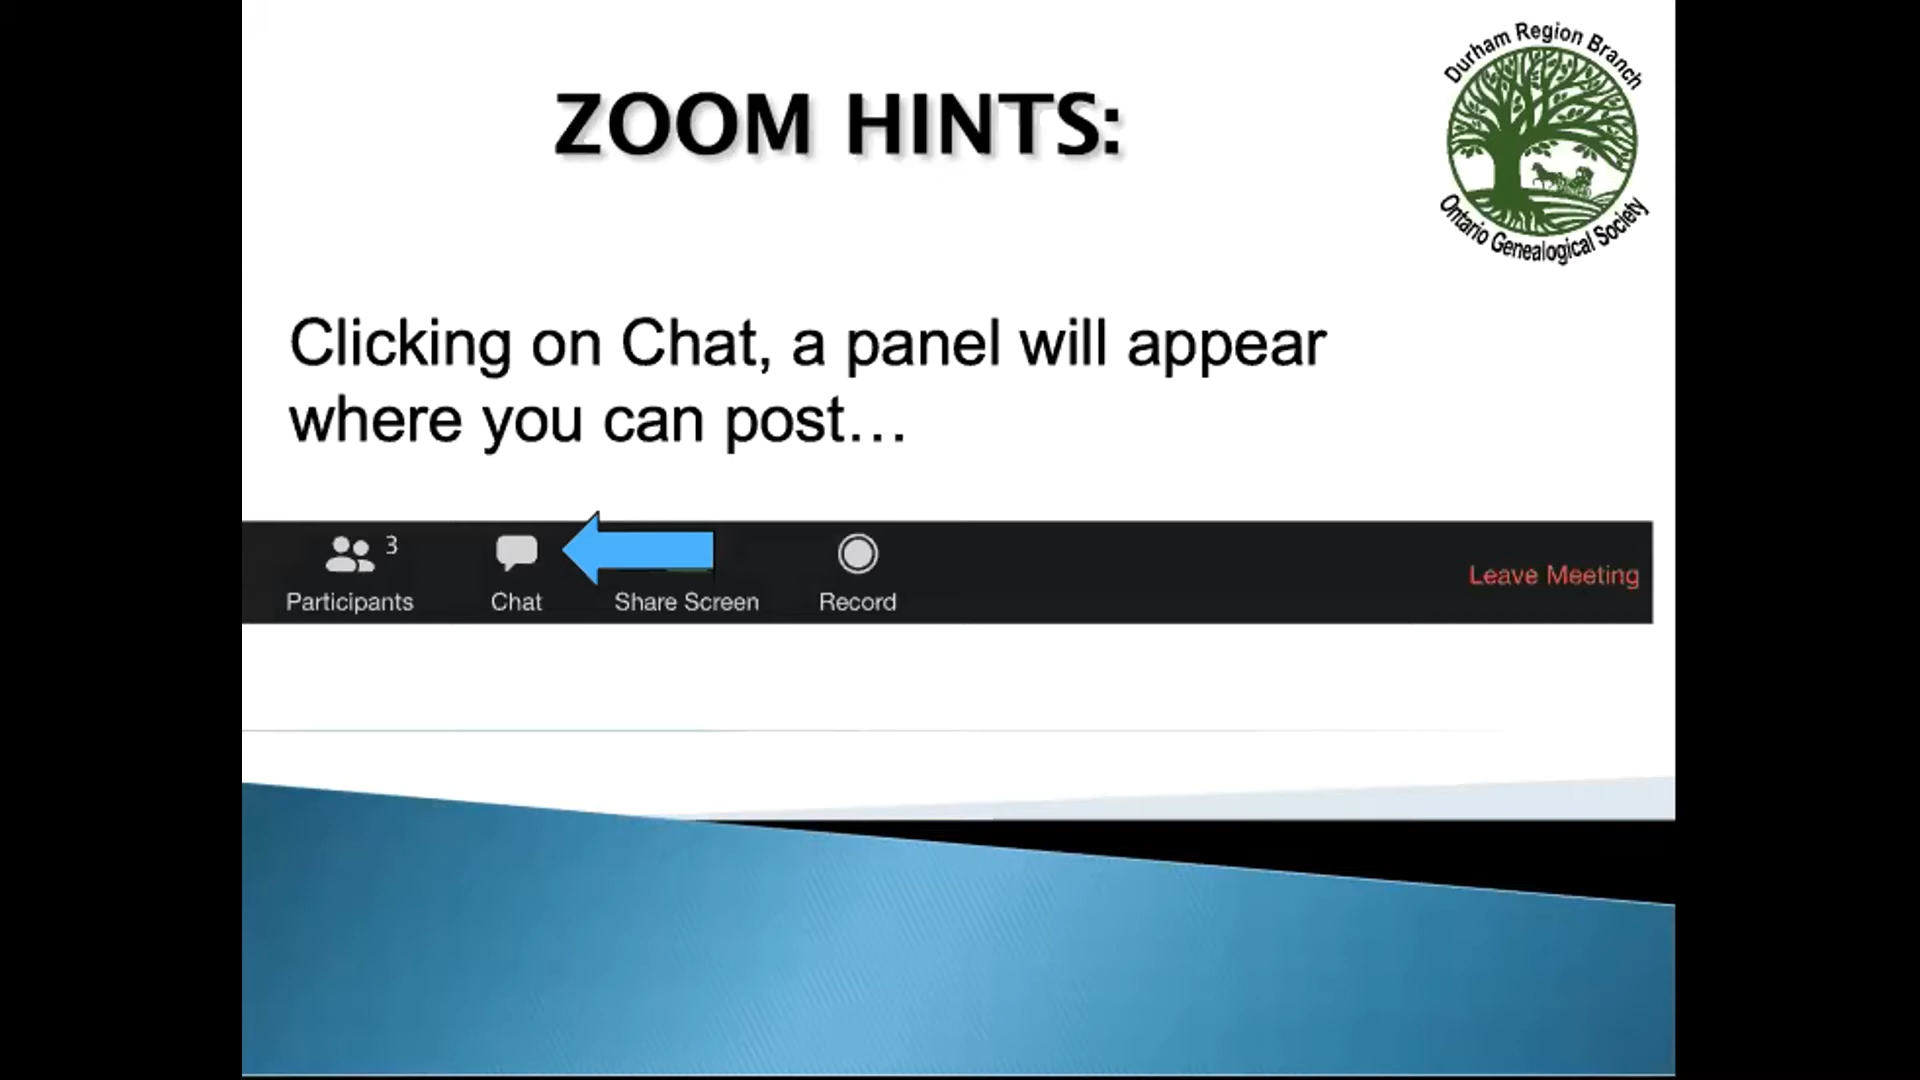 ZOOM HINTS:
Durham Region Branch
Ontario Genealogical Society
Clicking on Chat, a panel will appear
where you can post…
3
Participants
Chat
Share Screen
Record
Leave Meeting